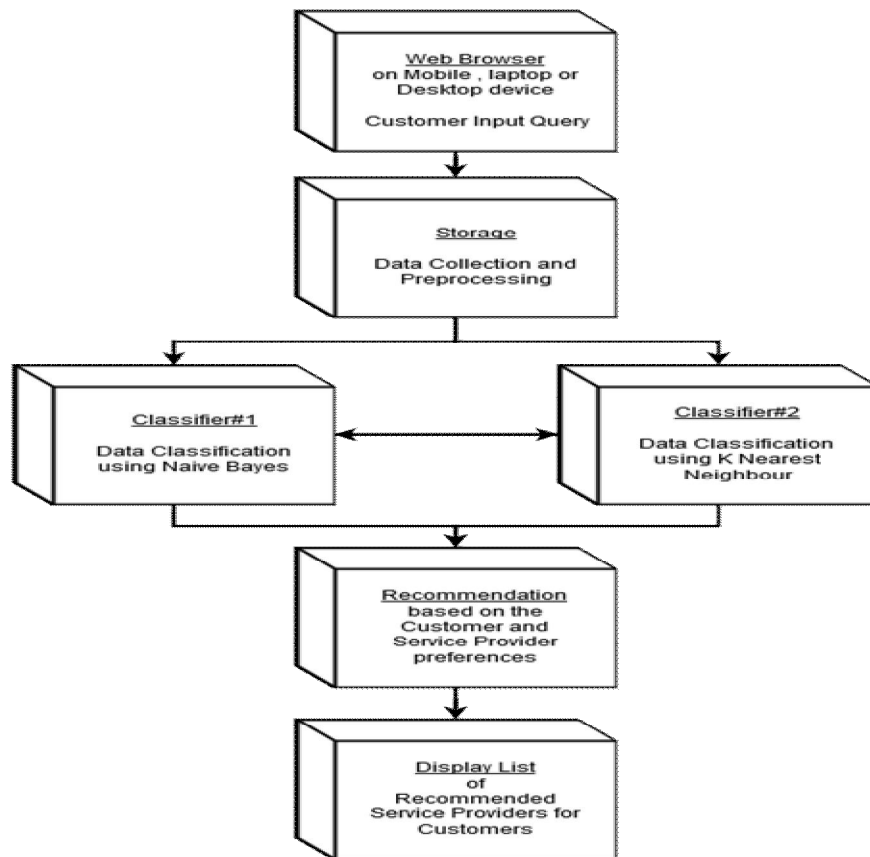 Web Browser
on Mobile , laptop or
Desktop device
Customer Input Query
Storage
Data Collection and
Preprocessing
Classifier#1
Data Classification
using Naive Bayes
Classifier#2
Data Classification
using K Nearest
Neighbour
Recommendation
based on the
Customer and
Service Provider
preferences
Display List
of
Recommended
Service Providers for
Customers